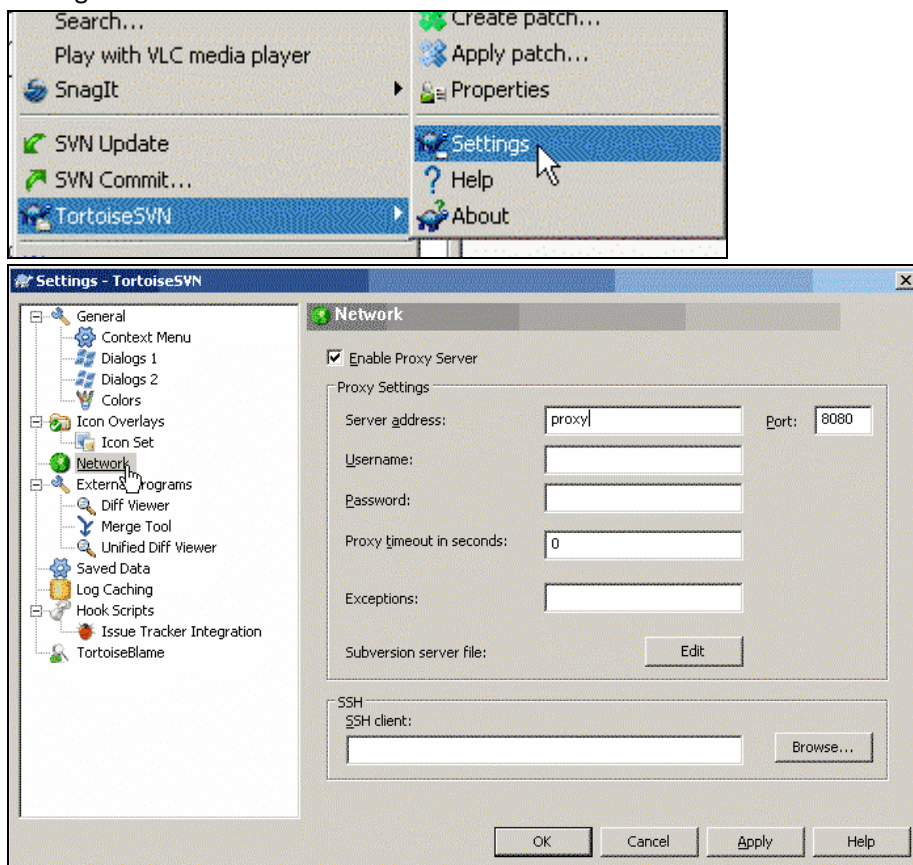 Search...
Play with VLC media player
SnagIt
SVN Update
SVN Commit...
TortoiseSVN
Create patch...
Apply patch...
Properties
Settings
Help
About
Settings - TortoiseSVN
General
Context Menu
Dialogs 1
Dialogs 2
Colors
Icon Overlays
Icon Set
Network
External Programs
Diff Viewer
Merge Tool
Unified Diff Viewer
Saved Data
Log Caching
Hook Scripts
Issue Tracker Integration
TortoiseBlame
Network
Enable Proxy Server
Proxy Settings
Server address: proxy Port: 8080
Username:
Password:
Proxy timeout in seconds: 0
Exceptions:
Subversion server file: Edit
SSH
SSH client:
Browse...
OK Cancel Apply Help